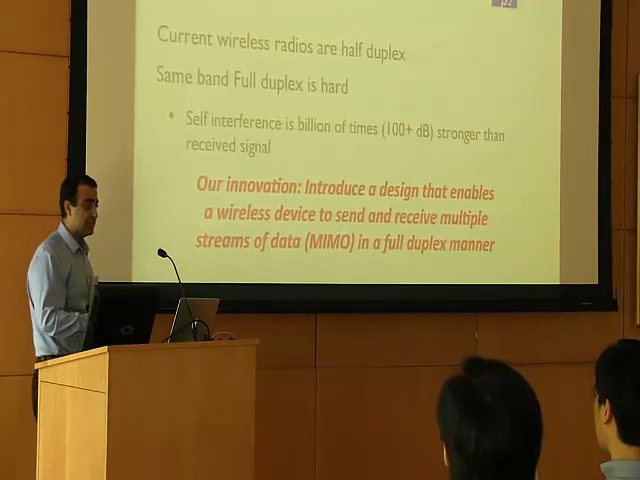 μ2
Current wireless radios are half duplex
Same band Full duplex is hard
• Self interference is billion of times (100+ dB) stronger than
received signal
Our innovation: Introduce a design that enables
a wireless device to send and receive multiple
streams of data (MIMO) in a full duplex manner